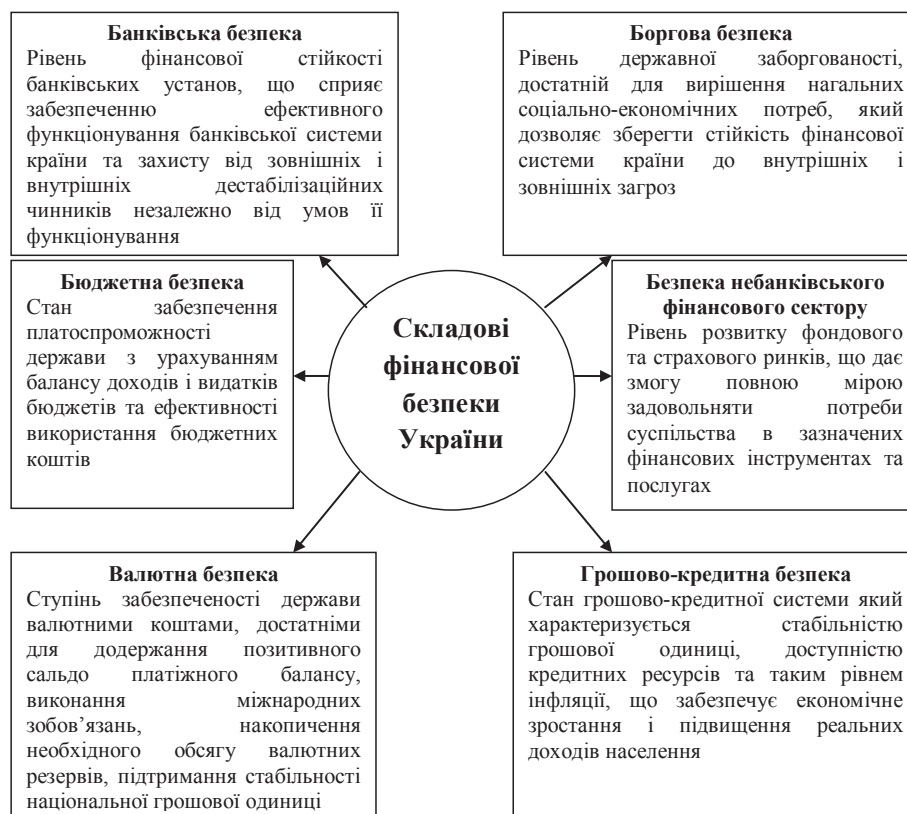 Банківська безпека
Рівень фінансової стійкості
банківських установ, що сприяє
забезпеченню ефективного
функціонування банківської системи
країни та захисту від зовнішніх і
внутрішніх дестабілізаційних
чинників незалежно від умов її
функціонування
Боргова безпека
Рівень державної заборгованості,
достатній для вирішення нагальних
соціально-економічних потреб, який
дозволяє зберегти стійкість фінансової
системи країни до внутрішніх і
зовнішніх загроз
Бюджетна безпека
Стан забезпечення
платоспроможності
держави з урахуванням
балансу доходів і видатків
бюджетів та ефективності
використання бюджетних
коштів
Складові
фінансової
безпеки
України
Безпека небанківського
фінансового сектору
Рівень розвитку фондового
та страхового ринків, що дає
змогу повною мірою
задовольняти потреби
суспільства в зазначених
фінансових інструментах та
послугах
Валютна безпека
Ступінь забезпеченості держави
валютними коштами, достатніми
для додержання позитивного
сальдо платіжного балансу,
виконання міжнародних
зобов’язань, накопичення
необхідного обсягу валютних
резервів, підтримання стабільності
національної грошової одиниці
Грошово-кредитна безпека
Стан грошово-кредитної системи який
характеризується стабільністю
грошової одиниці, доступністю
кредитних ресурсів та таким рівнем
інфляції, що забезпечує економічне
зростання і підвищення реальних
доходів населення